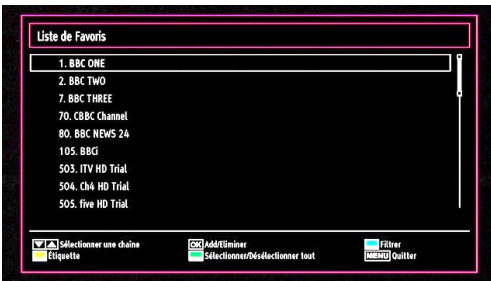 Liste de Favoris
1. BBC ONE
2. BBC TWO
7. BBC THREE
70. CBBC Channel
80. BBC NEWS 24
105. BBCi
503. ITV HD Trial
504. Ch4 HD Trial
505. five HD Trial
Sélectionner une chaîne OK Add/Eliminer Filtrer
Étiquette Sélectionner/Désélectionner tout MENU Quitter